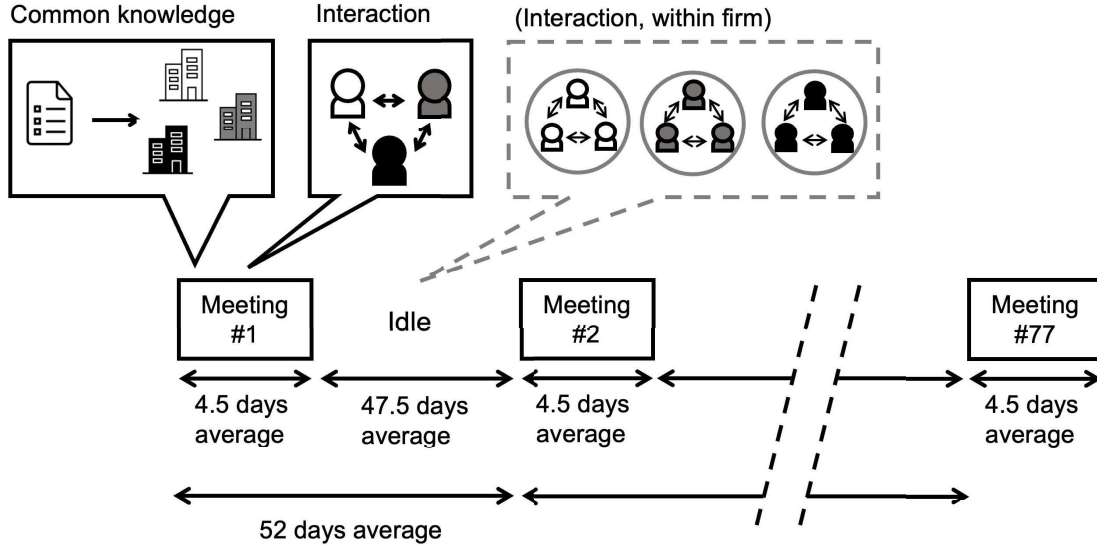 Common knowledge
Interaction
(Interaction, within firm)
Meeting
#1
Idle
Meeting
#2
Meeting
#77
4.5 days
average
47.5 days
average
4.5 days
average
4.5 days
average
52 days average